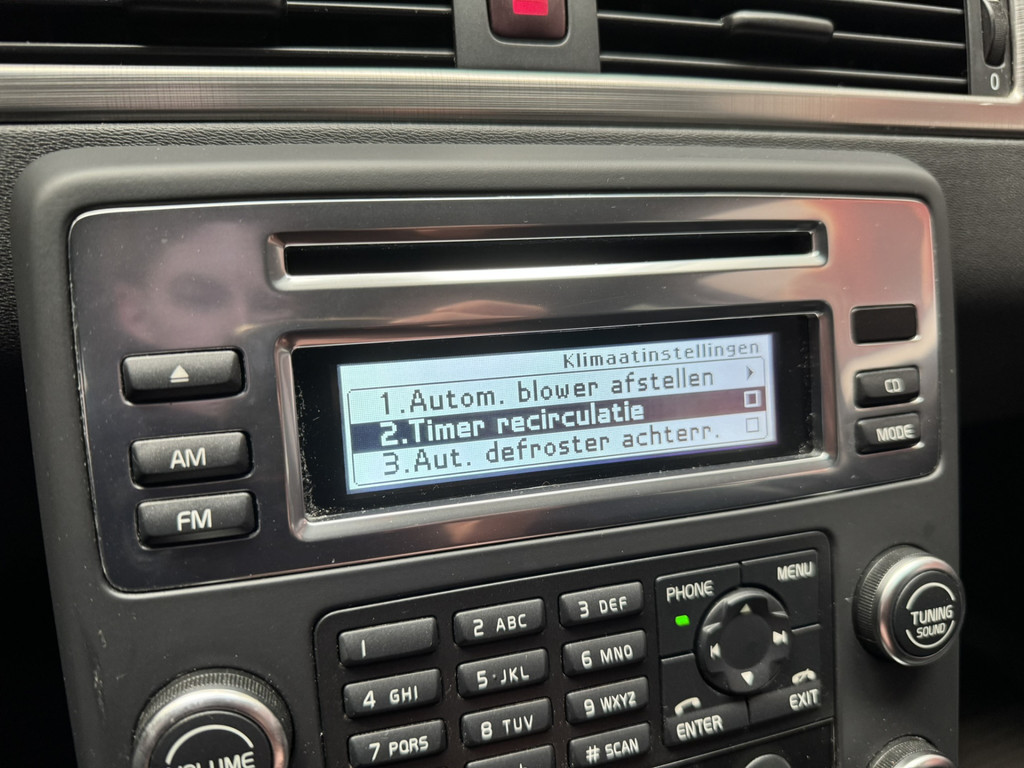 0
Klimaatinstellingen
1.Autom. blower afstellen
2.Timer recirculatie
3.Aut. defroster achterr.
CD
MODE
AM
FM
PHONE
MENU
1
2 ABC
3 DEF
4 GHI
5·JKL
6 MNO
7 PQRS
8 TUV
9 WXYZ
# SCAN
ENTER
EXIT
TUNING
SOUND
VOLUME